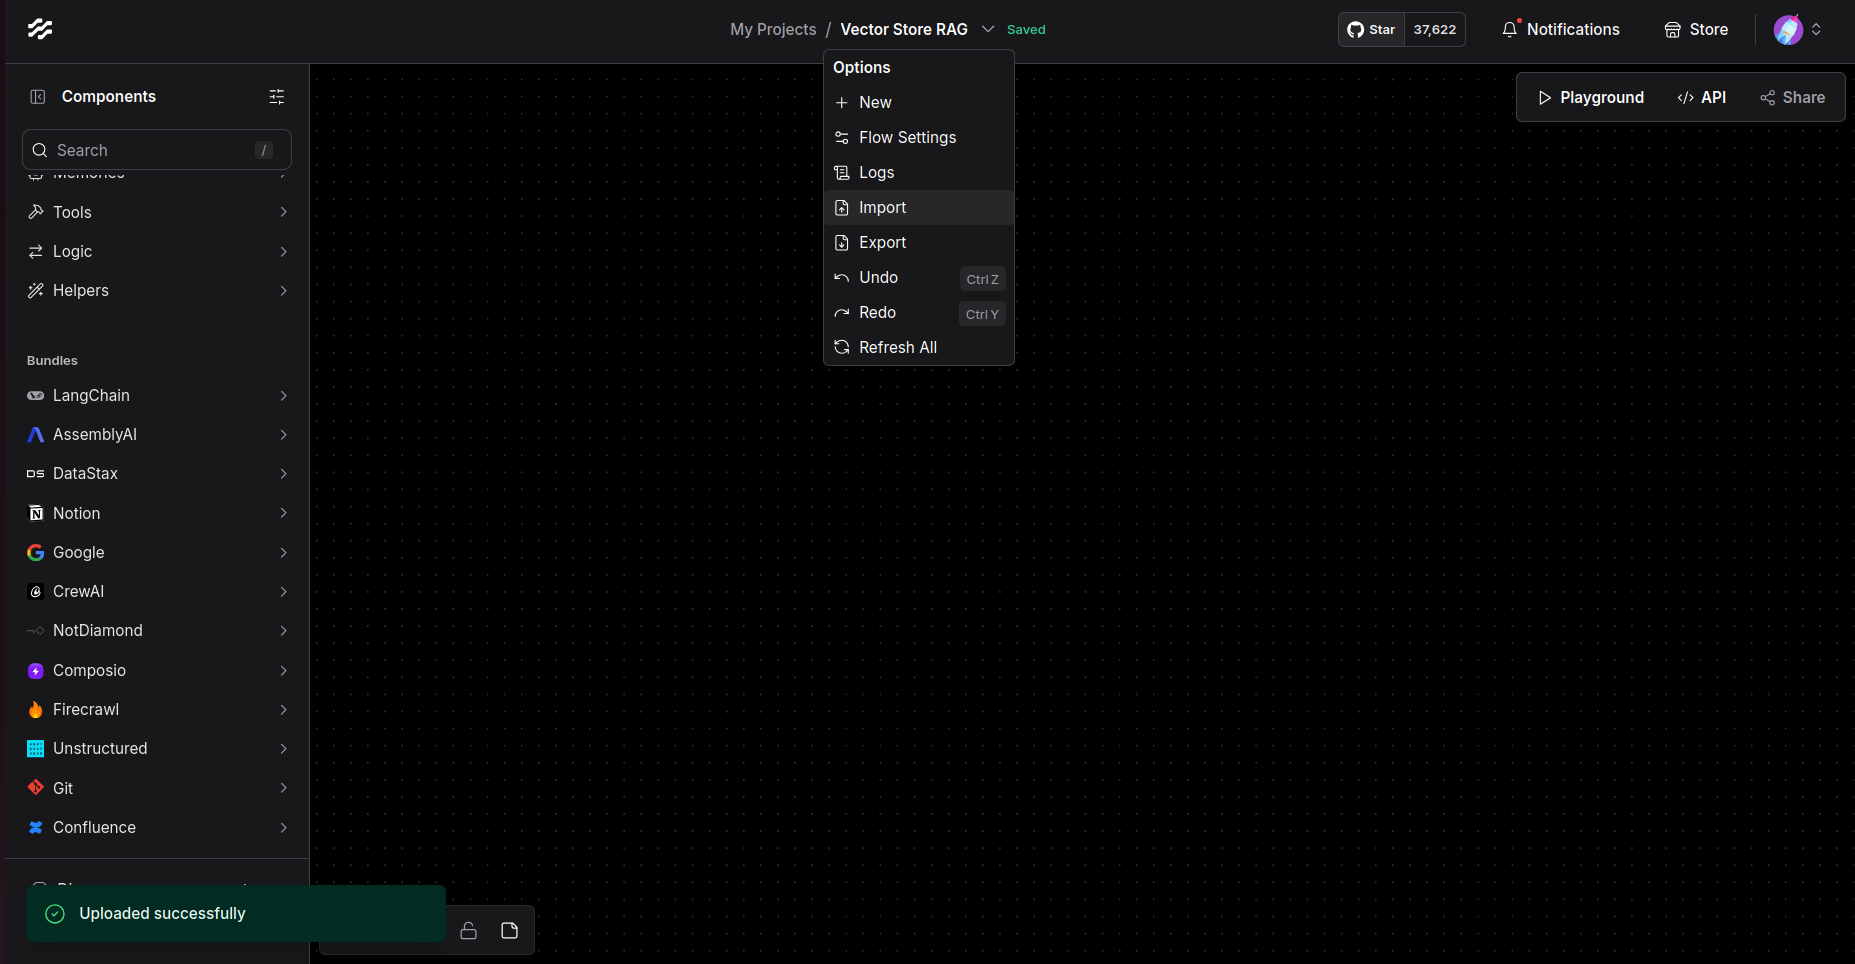 My Projects / Vector Store RAG Saved
Star 37,622
Notifications
Store
Options
New
Flow Settings
Logs
Import
Export
Undo Ctrl Z
Redo Ctrl Y
Refresh All
Playground
API
Share
Components
Search /
Memories
Tools
Logic
Helpers
Bundles
LangChain
AssemblyAI
DS DataStax
Notion
Google
CrewAI
NotDiamond
Composio
Firecrawl
Unstructured
Git
Confluence
Uploaded successfully